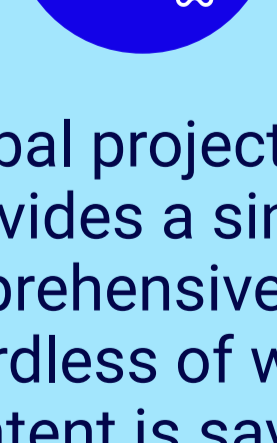 bal project
vides a sin
prehensive
rdless of w
ntent is sav